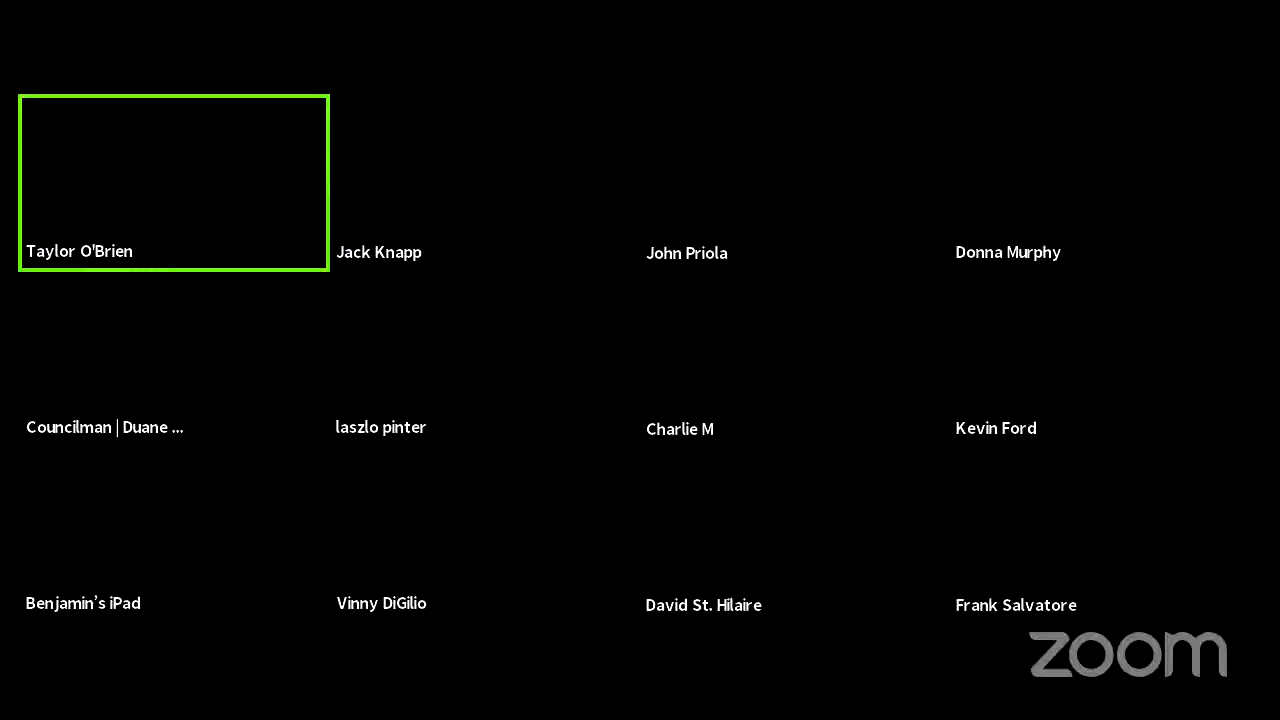 Taylor O'Brien
Jack Knapp
John Priola
Donna Murphy
Councilman | Duane ...
laszlo pinter
Charlie M
Kevin Ford
Benjamin’s iPad
Vinny DiGilio
David St. Hilaire
Frank Salvatore
zoom